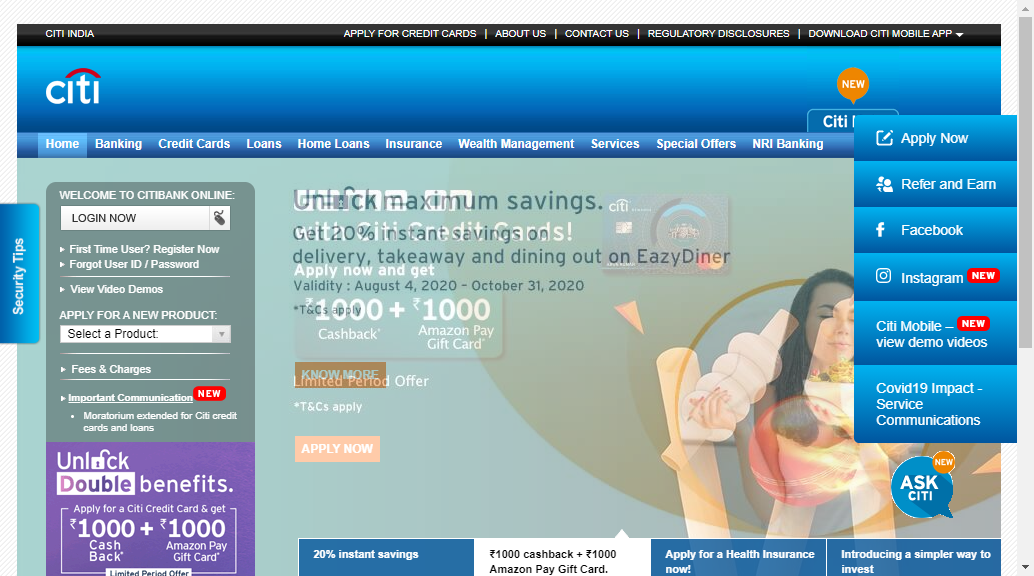 CITI INDIA
APPLY FOR CREDIT CARDS | ABOUT US | CONTACT US | REGULATORY DISCLOSURES | DOWNLOAD CITI MOBILE APP
citi
NEW
Citi
Home Banking Credit Cards Loans Home Loans Insurance Wealth Management Services Special Offers NRI Banking
Apply Now
Refer and Earn
Facebook
Instagram NEW
Citi Mobile – NEW
view demo videos
Covid19 Impact -
Service
Communications
Security Tips
WELCOME TO CITIBANK ONLINE:
LOGIN NOW
First Time User? Register Now
Forgot User ID / Password
View Video Demos
APPLY FOR A NEW PRODUCT:
Select a Product:
Fees & Charges
Important Communication NEW
• Moratorium extended for Citi credit
cards and loans
Unlock
Double benefits.
Apply for a Citi Credit Card & get
₹1000 + ₹1000
Cash Back* Amazon Pay Gift Card*
Limited Period Offer
Unlock maximum savings.
with Citi Credit Cards!
Get 20% instant savings on
delivery, takeaway and dining out on EazyDiner
Apply now and get
Validity : August 4, 2020 – October 31, 2020
*T&Cs apply
₹1000 + ₹1000
Cashback* Amazon Pay
Gift Card*
KNOW MORE
Limited Period Offer
*T&Cs apply
APPLY NOW
citi
NEW
ASK
CITI
20% instant savings
₹1000 cashback + ₹1000
Amazon Pay Gift Card.
Apply for a Health Insurance
now!
Introducing a simpler way to
invest